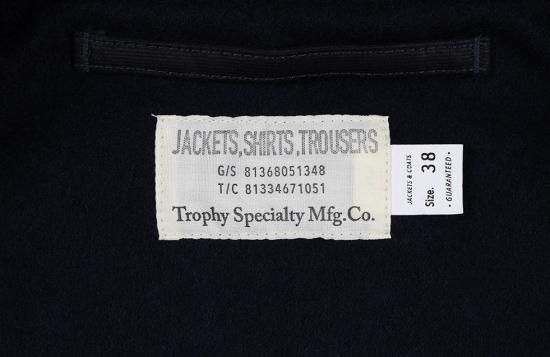 JACKETS,SHIRTS,TROUSERS
G/S 81368051348
T/C 81334671051
Trophy Specialty Mfg.Co.
JACKETS & COATS
Size. 38
• GUARANTEED •